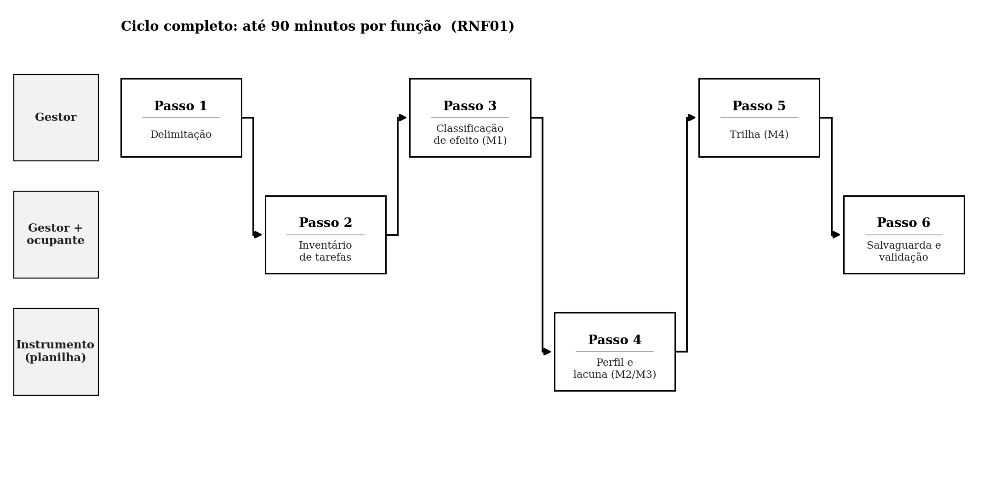 Ciclo completo: até 90 minutos por função  (RNF01)
Gestor
Passo 1
Delimitação
Passo 3
Classificação
de efeito (M1)
Passo 5
Trilha (M4)
Gestor +
ocupante
Passo 2
Inventário
de tarefas
Passo 6
Salvaguarda e
validação
Instrumento
(planilha)
Passo 4
Perfil e
lacuna (M2/M3)